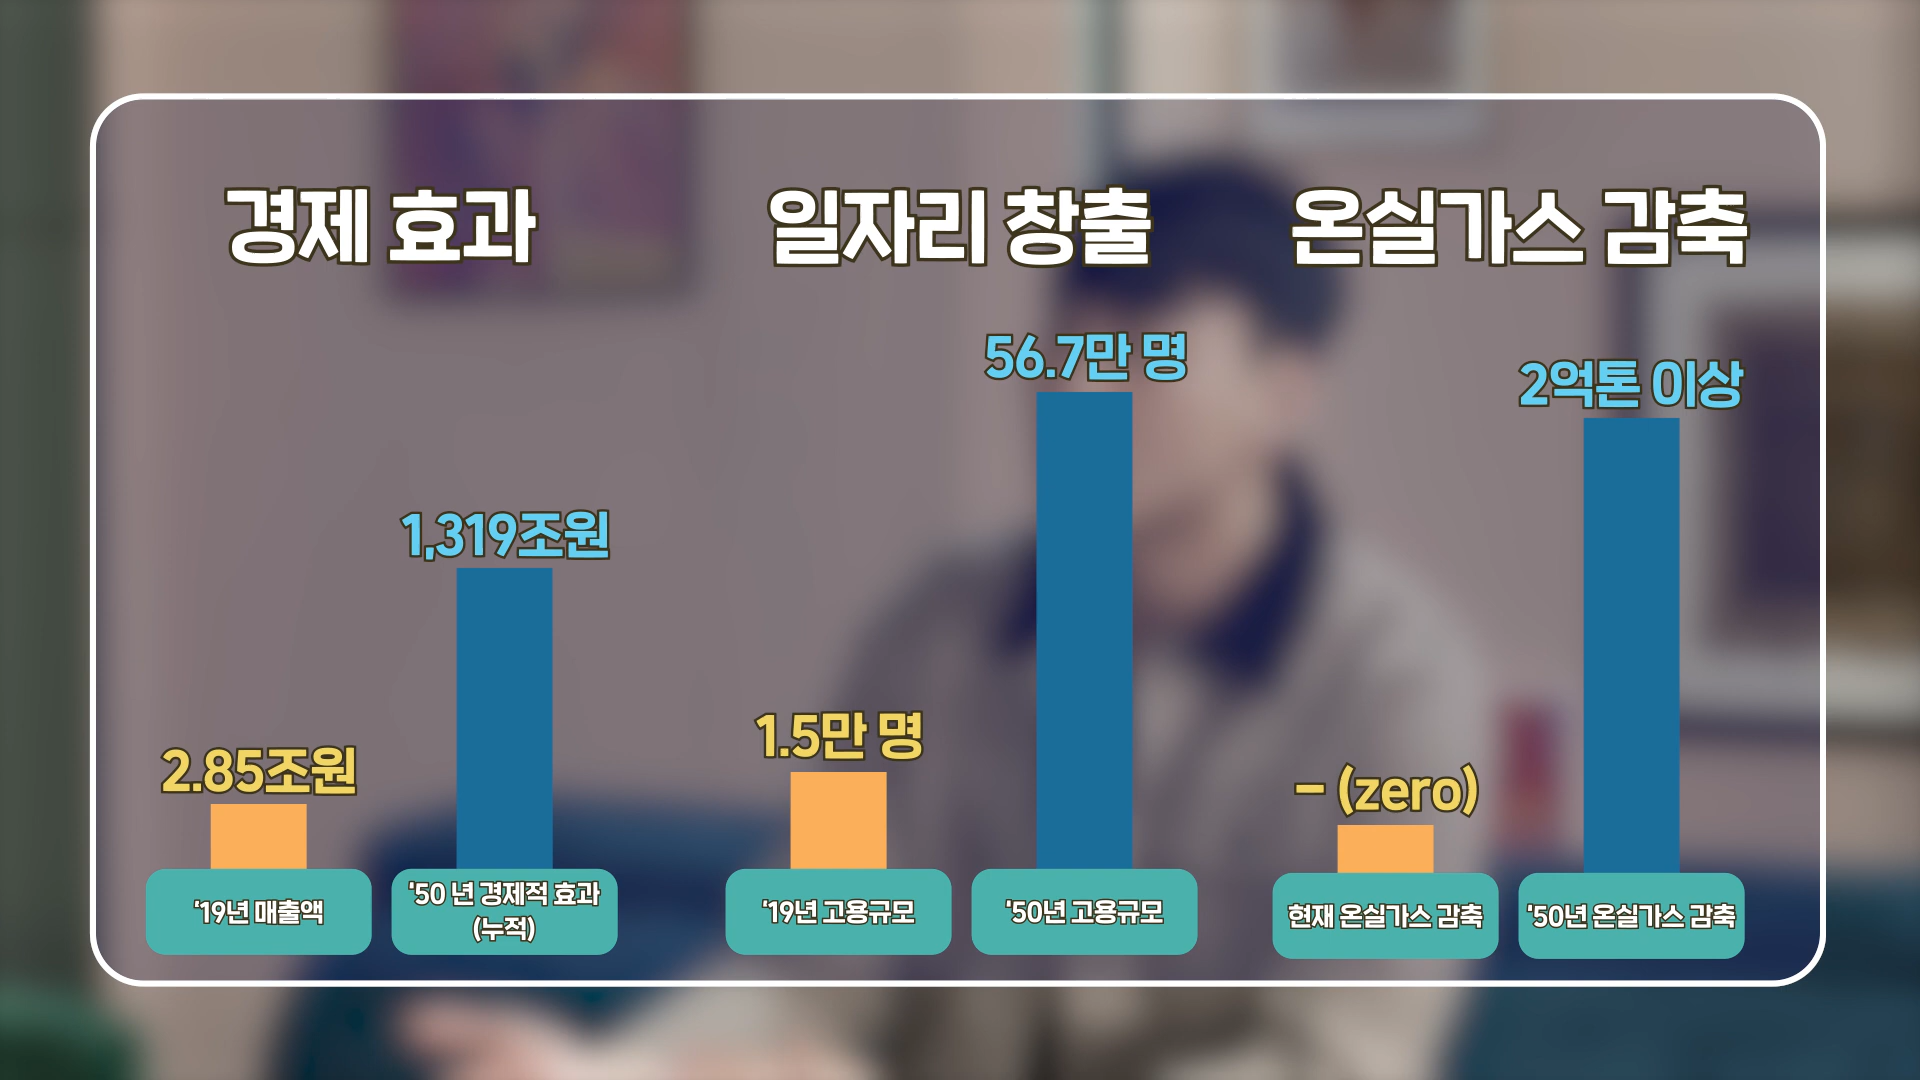 경제 효과
2.85조원
1,319조원
'19년 매출액
'50 년 경제적 효과
(누적)
일자리 창출
1.5만 명
56.7만 명
'19년 고용규모
'50년 고용규모
온실가스 감축
– (zero)
2억톤 이상
현재 온실가스 감축
'50년 온실가스 감축